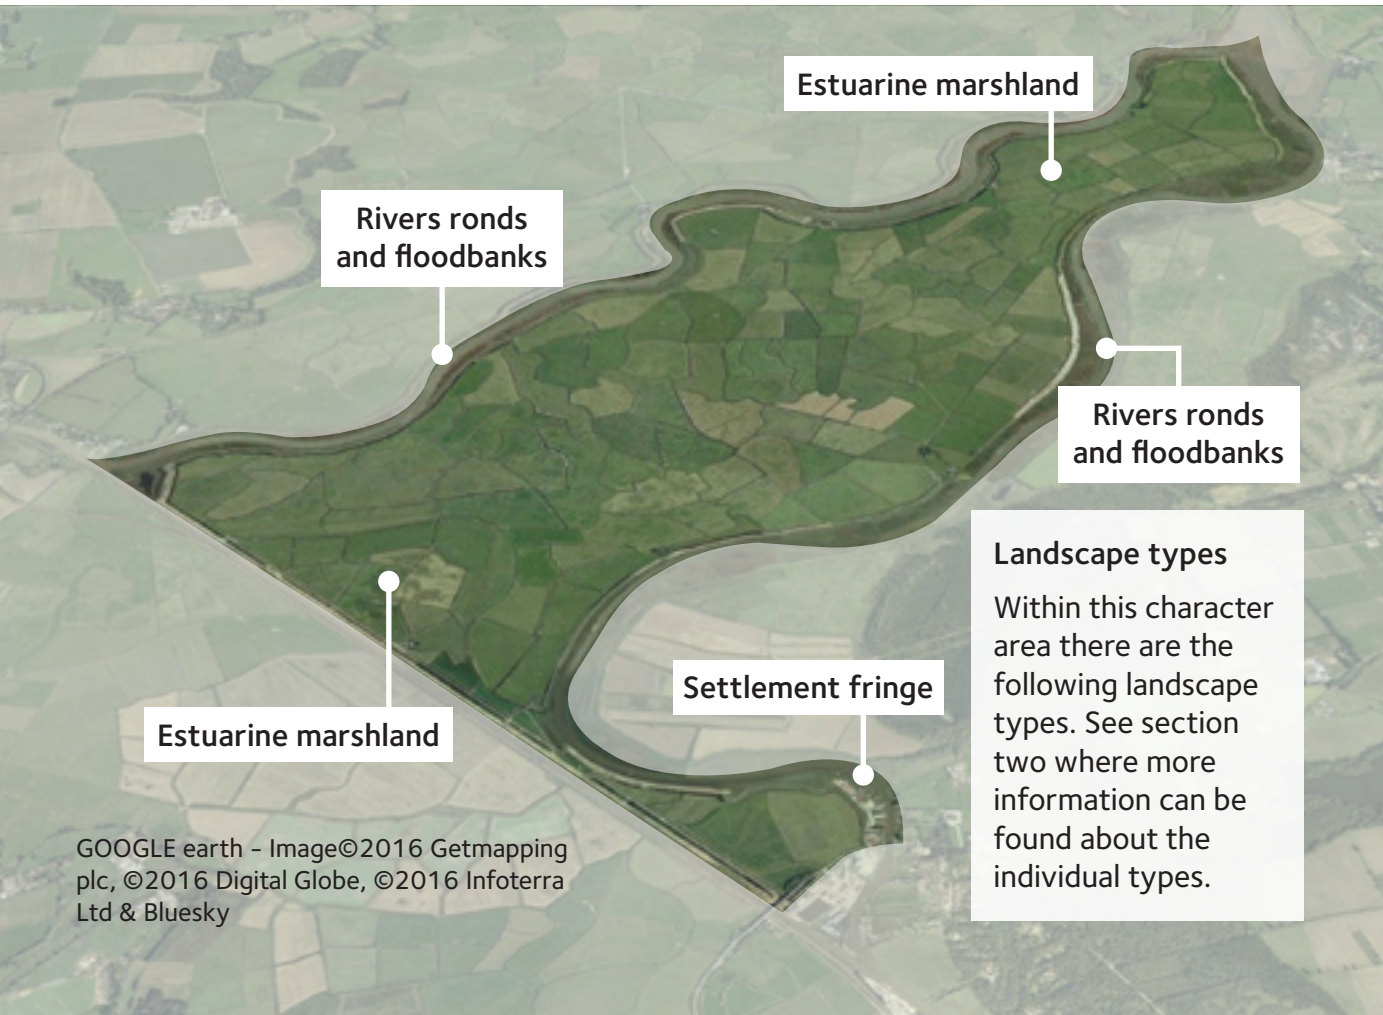 Estuarine marshland
Rivers ronds
and floodbanks
Rivers ronds
and floodbanks
Landscape types
Within this character
area there are the
following landscape
types. See section
two where more
information can be
found about the
individual types.
Settlement fringe
Estuarine marshland
GOOGLE earth – Image©2016 Getmapping
plc, ©2016 Digital Globe, ©2016 Infoterra
Ltd & Bluesky